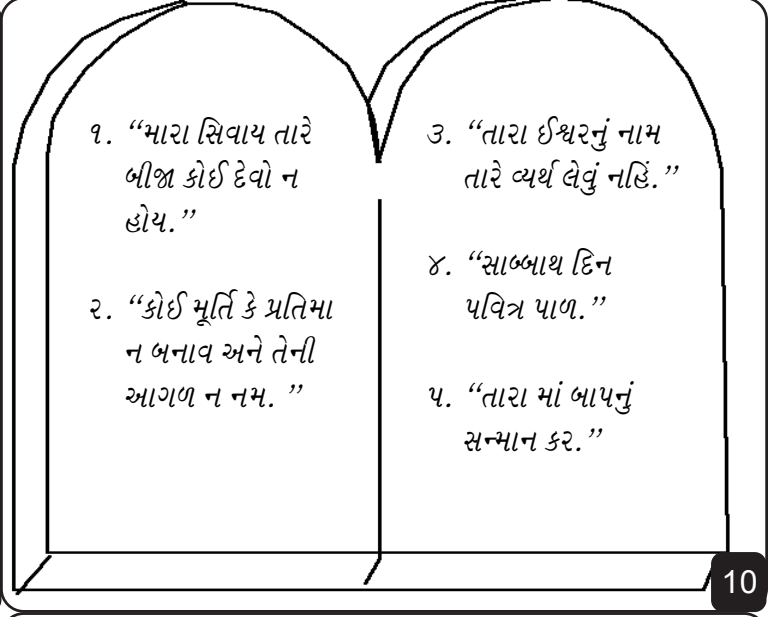 ૧. “મારા સિવાય તારે
બીજા કોઈ દેવો ન
હોય.”
૨. “કોઈ મૂર્તિ કે પ્રતિમા
ન બનાવ અને તેની
આગળ ન નમ. ”
૩. “તારા ઈશ્વરનું નામ
તારે વ્યર્થ લેવું નહિં.”
૪. “સાબ્બાથ દિન
પવિત્ર પાળ.”
૫. “તારા માં બાપનું
સન્માન કર.”
10